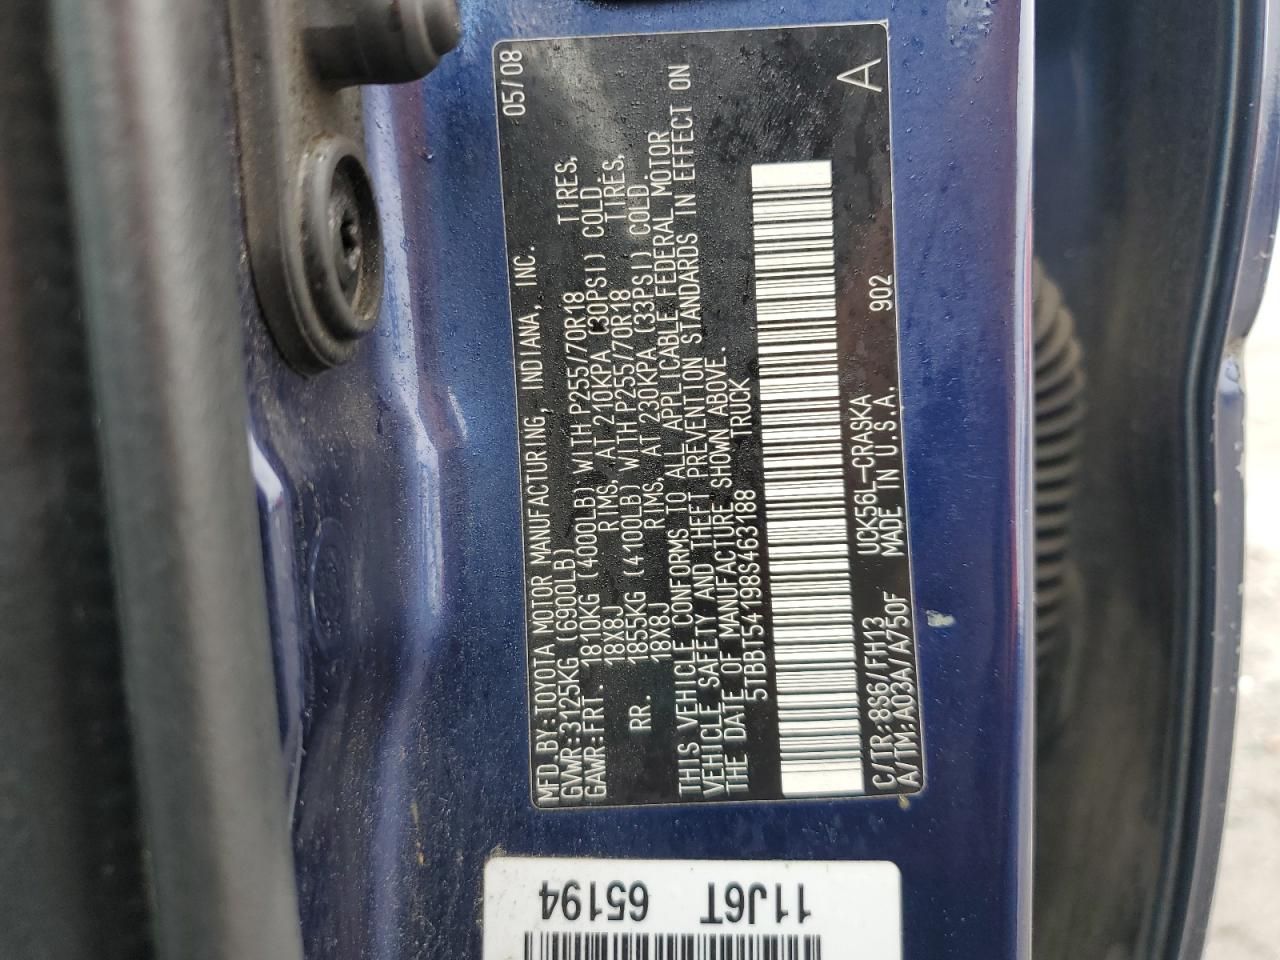 MFD.BY:TOYOTA MOTOR MANUFACTURING, INDIANA, INC. 05/08
GVWR:3125KG(6900LB)
GAWR:FRT. 1810KG (4000LB) WITH P255/70R18 TIRES,
18X8J RIMS, AT 210KPA (30PSI) COLD.
RR. 1855KG (4100LB) WITH P255/70R18 TIRES,
18X8J RIMS, AT 230KPA (33PSI) COLD
THIS VEHICLE CONFORMS TO ALL APPLICABLE FEDERAL MOTOR
VEHICLE SAFETY AND THEFT PREVENTION STANDARDS IN EFFECT ON
THE DATE OF MANUFACTURE SHOWN ABOVE.
5TBBT54198S463188 TRUCK
C/TR:8S6/FH13 UCK56L-CRASKA 902 A
A/TM:A03A/A750F MADE IN U.S.A.
11J6T 65194